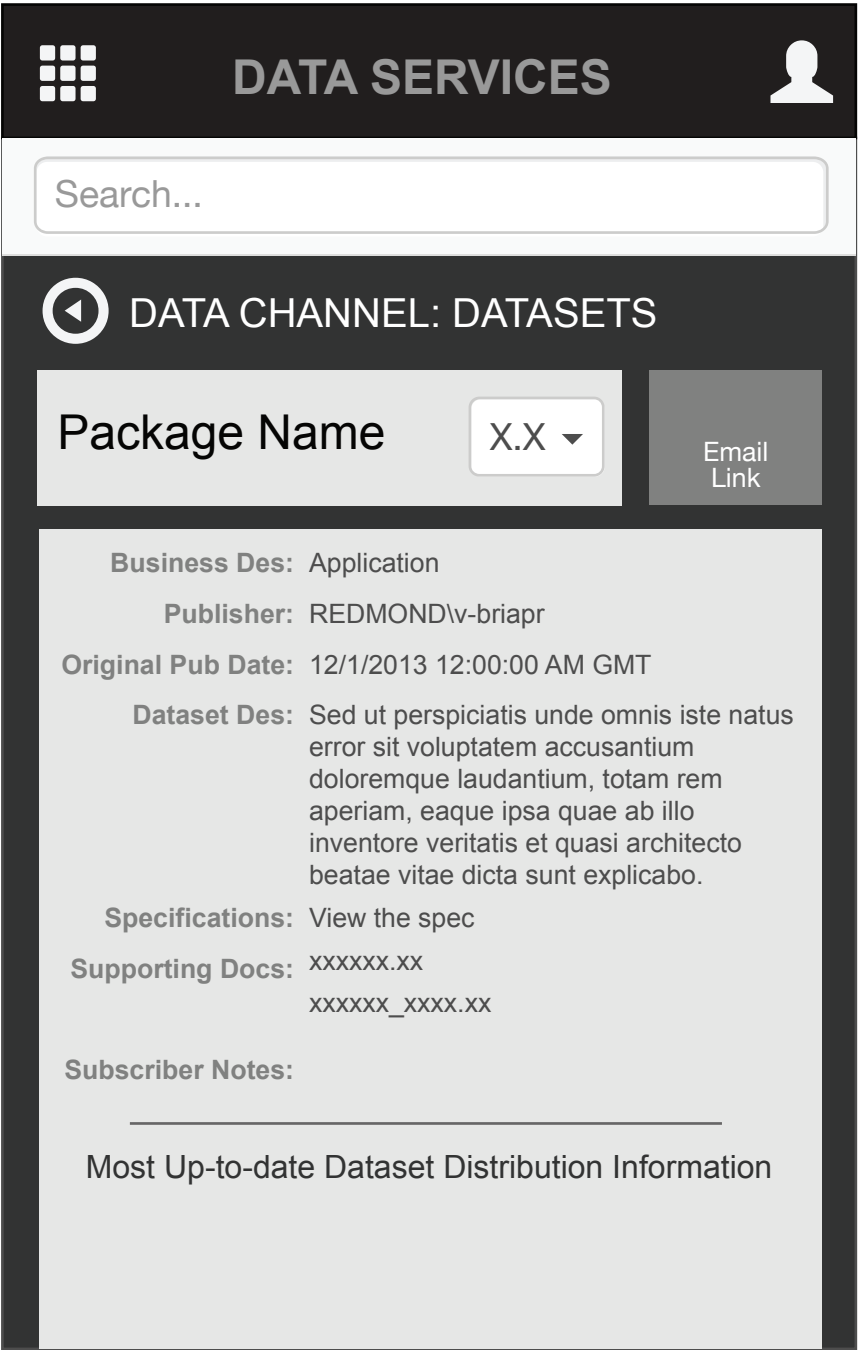 DATA SERVICES
Search...
DATA CHANNEL: DATASETS
Package Name
X.X
Email
Link
Business Des: Application
Publisher: REDMOND\v-briapr
Original Pub Date: 12/1/2013 12:00:00 AM GMT
Dataset Des: Sed ut perspiciatis unde omnis iste natus
error sit voluptatem accusantium
doloremque laudantium, totam rem
aperiam, eaque ipsa quae ab illo
inventore veritatis et quasi architecto
beatae vitae dicta sunt explicabo.
Specifications: View the spec
Supporting Docs: xxxxxx.xx
xxxxxx_xxxx.xx
Subscriber Notes:
Most Up-to-date Dataset Distribution Information